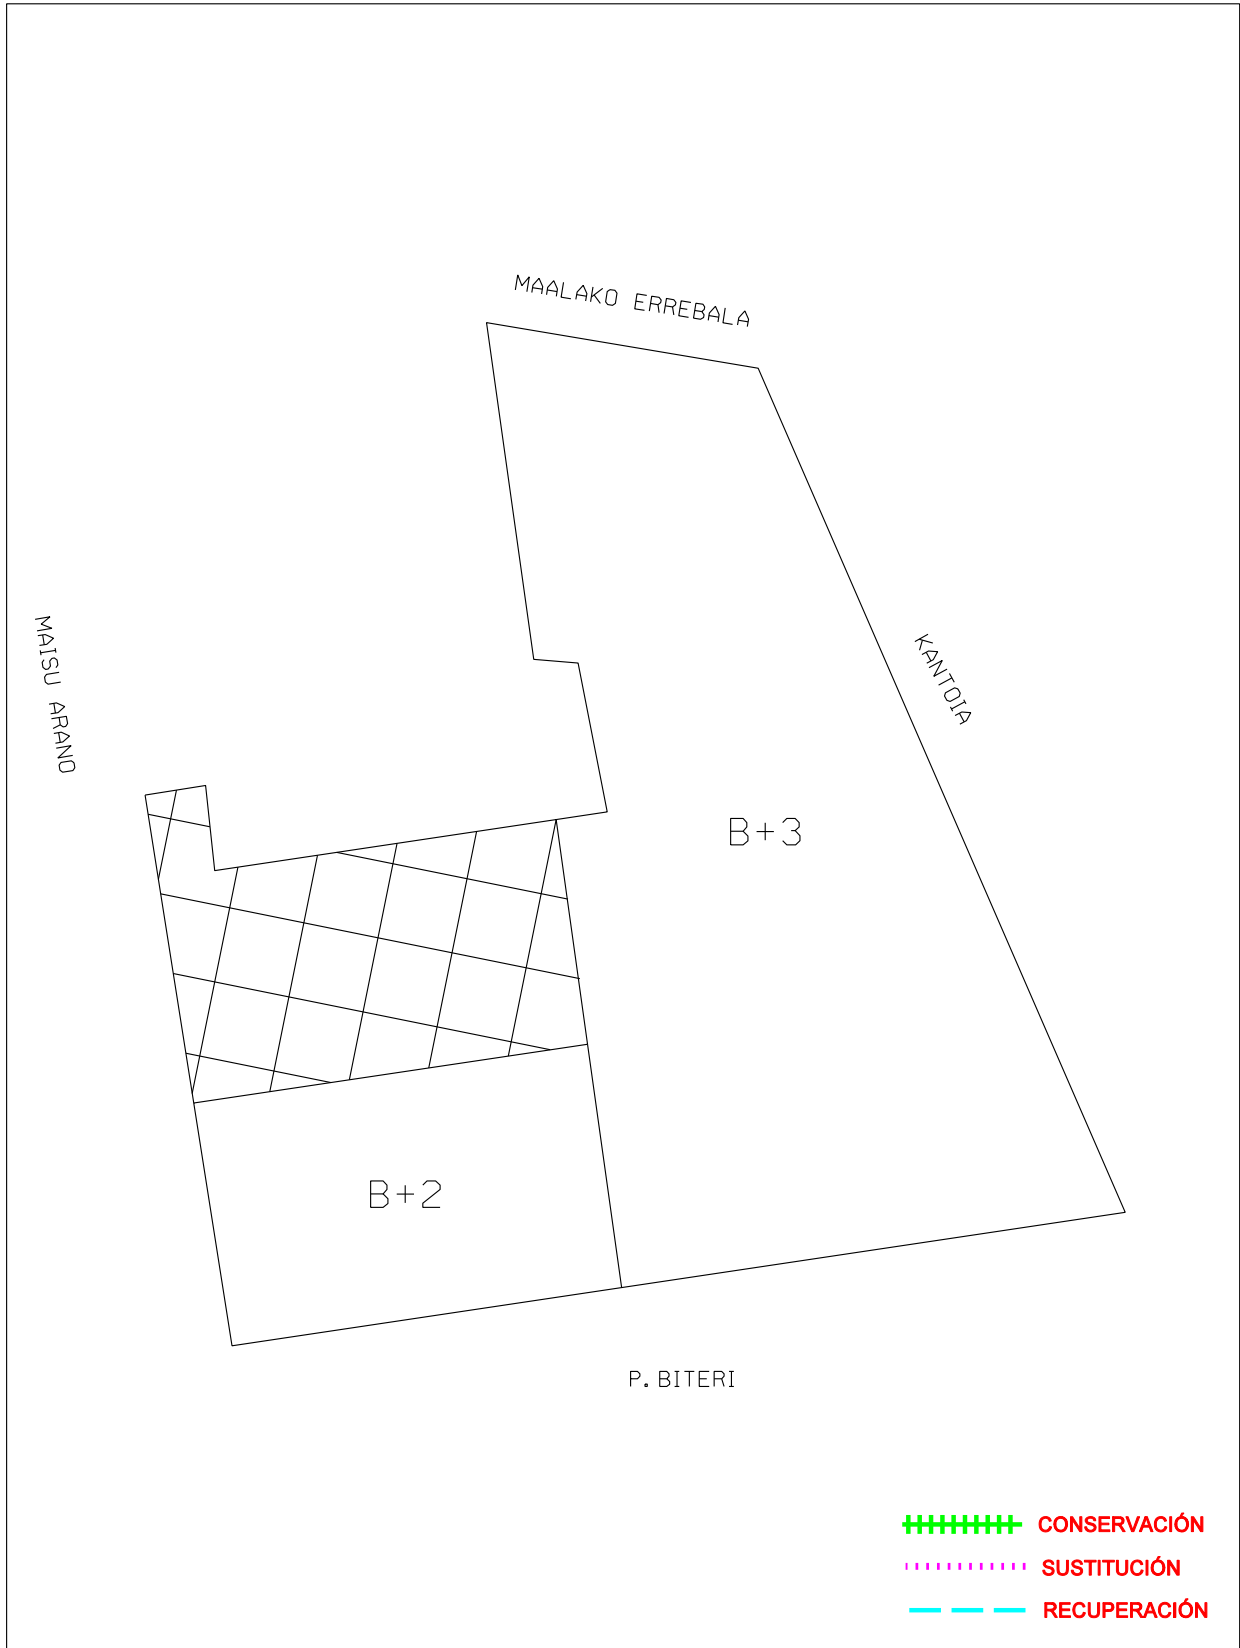 MAALAKO ERREBALA
MAISU ARANO
KANTOIA
B+3
B+2
P. BITERI
CONSERVACIÓN
SUSTITUCIÓN
RECUPERACIÓN